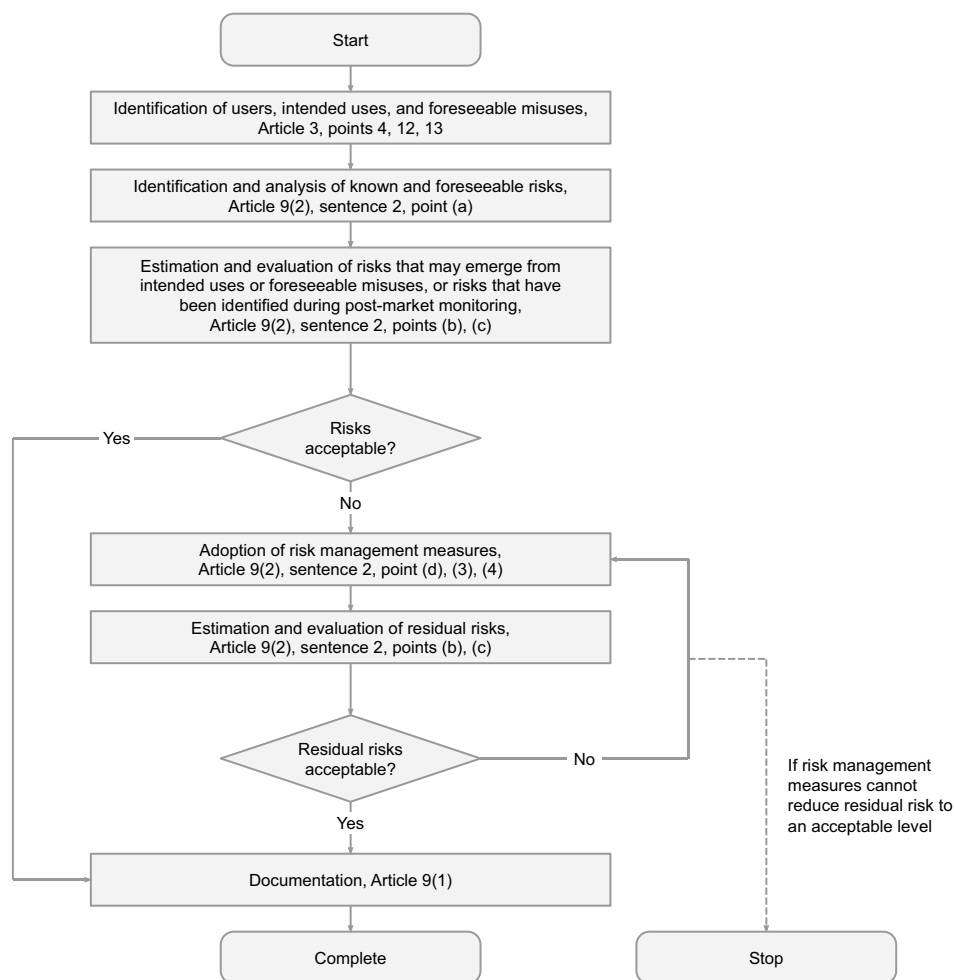 Start
Identification of users, intended uses, and foreseeable misuses,
Article 3, points 4, 12, 13
Identification and analysis of known and foreseeable risks,
Article 9(2), sentence 2, point (a)
Estimation and evaluation of risks that may emerge from
intended uses or foreseeable misuses, or risks that have
been identified during post-market monitoring,
Article 9(2), sentence 2, points (b), (c)
Risks
acceptable?
Yes
No
Adoption of risk management measures,
Article 9(2), sentence 2, point (d), (3), (4)
Estimation and evaluation of residual risks,
Article 9(2), sentence 2, points (b), (c)
Residual risks
acceptable?
No
If risk management
measures cannot
reduce residual risk to
an acceptable level
Yes
Documentation, Article 9(1)
Complete
Stop